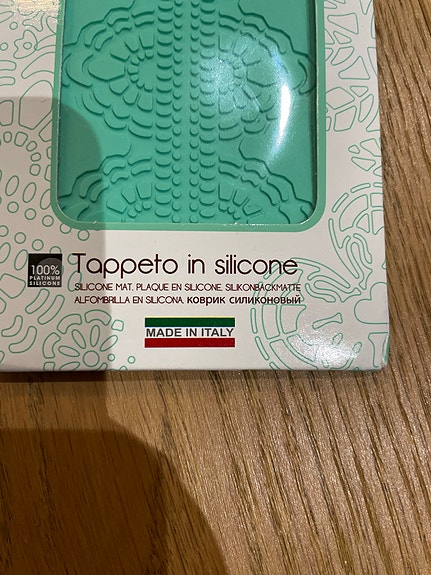 100%
PLATINUM
SILICONE
Tappeto in silicone
SILICONE MAT. PLAQUE EN SILICONE. SILIKONBACKMATTE
ALFOMBRILLA EN SILICONA. КОВРИК СИЛИКОНОВЫЙ
MADE IN ITALY